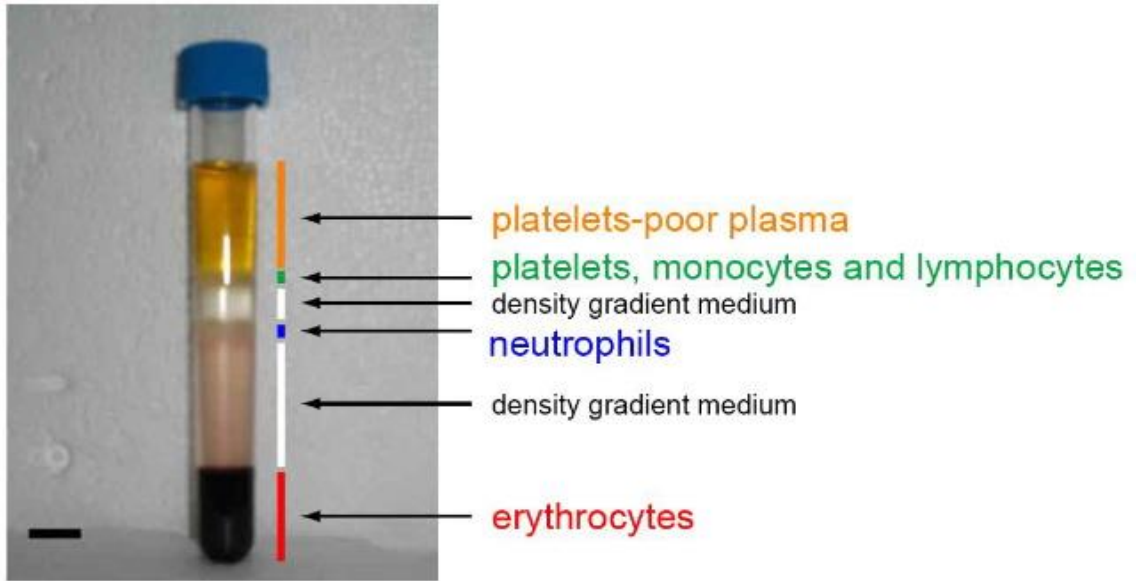 platelets-poor plasma
platelets, monocytes and lymphocytes
density gradient medium
neutrophils
density gradient medium
erythrocytes